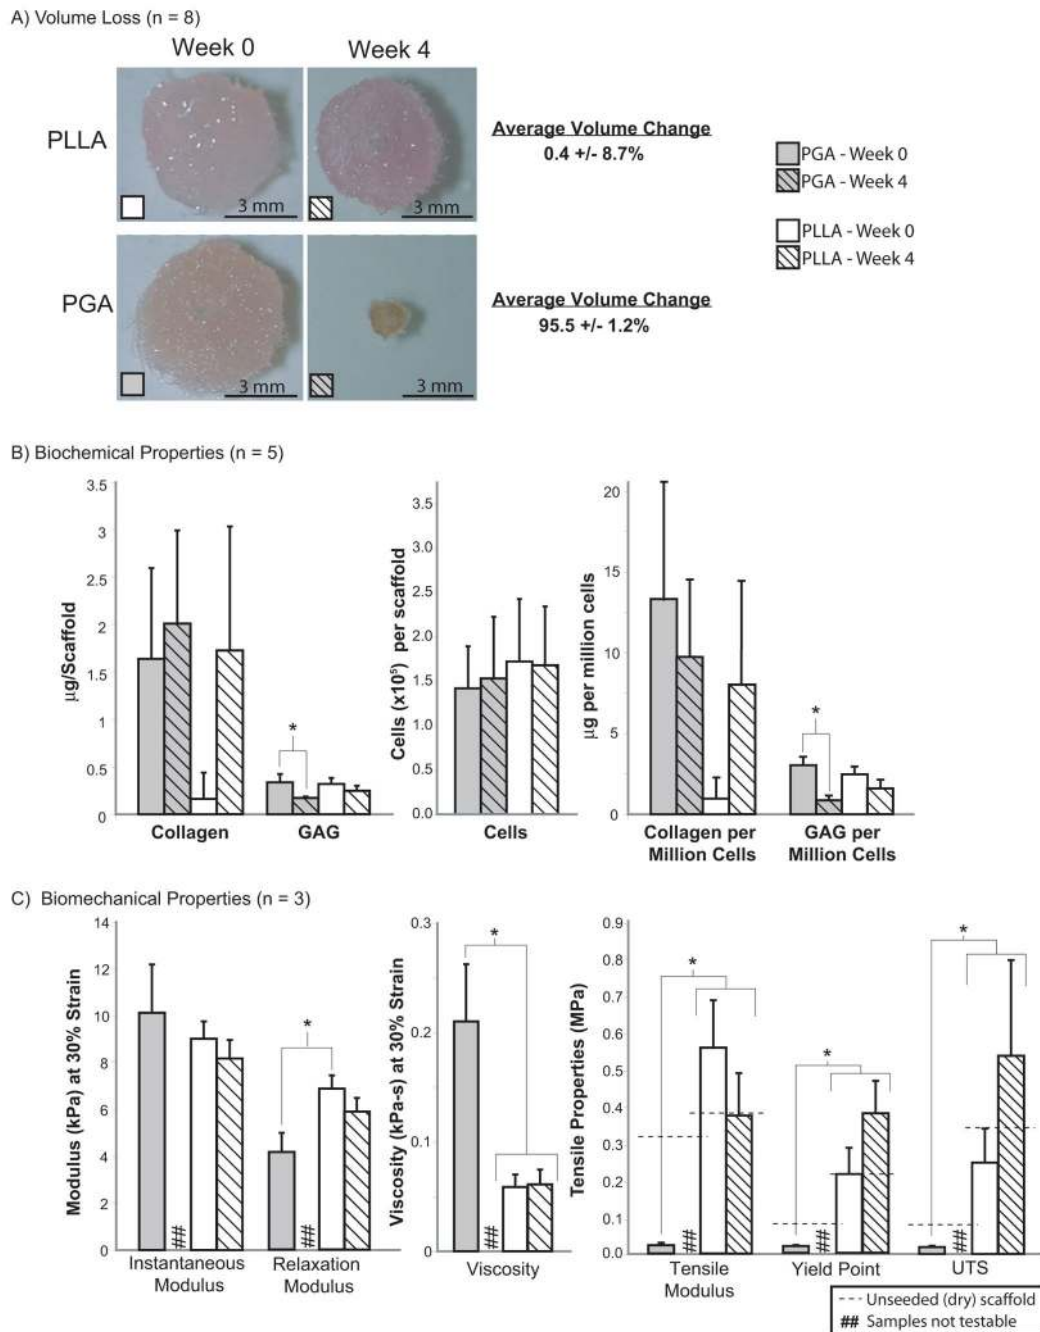 A) Volume Loss (n = 8)
Week 0 Week 4
PLLA
3 mm 3 mm
Average Volume Change
0.4 +/- 8.7%
PGA - Week 0
PGA - Week 4
PLLA - Week 0
PLLA - Week 4
PGA
3 mm 3 mm
Average Volume Change
95.5 +/- 1.2%
B) Biochemical Properties (n = 5)
µg/Scaffold
3.5
3
2.5
2
1.5
1
0.5
0
*
Collagen GAG
Cells (x10⁵) per scaffold
3.5
3.0
2.5
2.0
1.5
1.0
0.5
0.0
Cells
µg per million cells
20
15
10
5
0
*
Collagen per
Million Cells
GAG per
Million Cells
C) Biomechanical Properties (n = 3)
Modulus (kPa) at 30% Strain
14
12
10
8
6
4
2
0
*
## ##
Instantaneous
Modulus
Relaxation
Modulus
Viscosity (kPa-s) at 30% Strain
0.3
0.2
0.1
0
*
##
Viscosity
Tensile Properties (MPa)
0.9
0.8
0.7
0.6
0.5
0.4
0.3
0.2
0.1
0.0
* * *
## ## ##
Tensile
Modulus
Yield Point
UTS
---- Unseeded (dry) scaffold
## Samples not testable